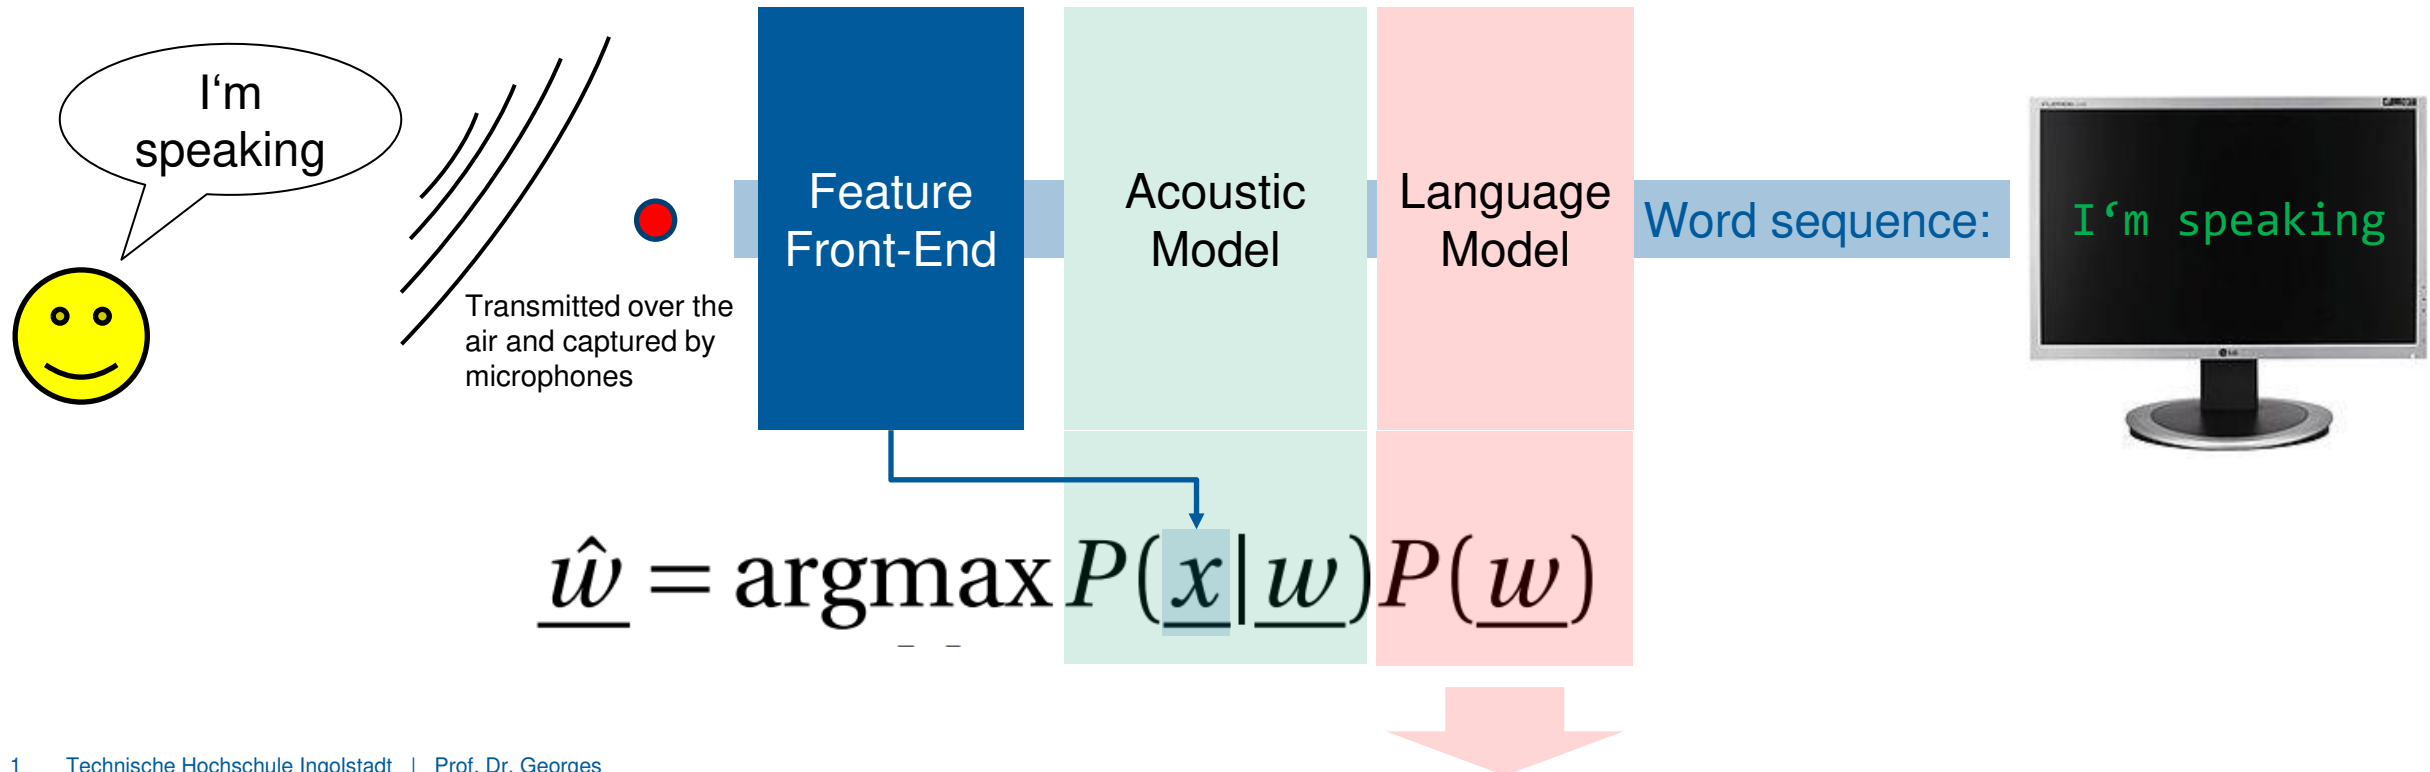 I‘m
speaking
Transmitted over the
air and captured by
microphones
Feature
Front-End
Acoustic
Model
Language
Model
Word sequence:
I‘m speaking
LG
ŵ = argmax P(x|w)P(w)
1 Technische Hochschule Ingolstadt | Prof. Dr. Georges